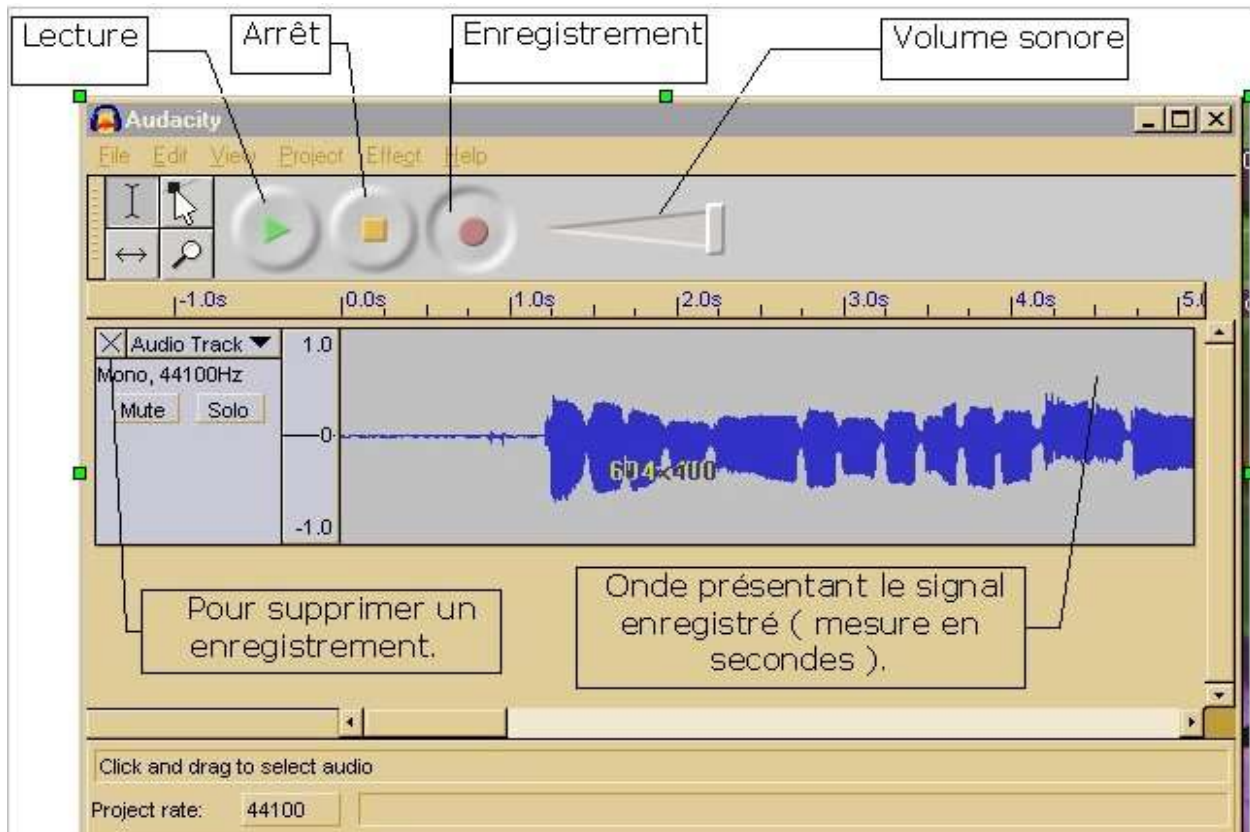 Lecture
Arrêt
Enregistrement
Volume sonore
Audacity
File Edit View Project Effect Help
-1.0s 0.0s 1.0s 2.0s 3.0s 4.0s
Audio Track
Mono, 44100Hz
Mute Solo
1.0
0
-1.0
604×400
Pour supprimer un
enregistrement.
Onde présentant le signal
enregistré ( mesure en
secondes ).
Click and drag to select audio
Project rate: 44100